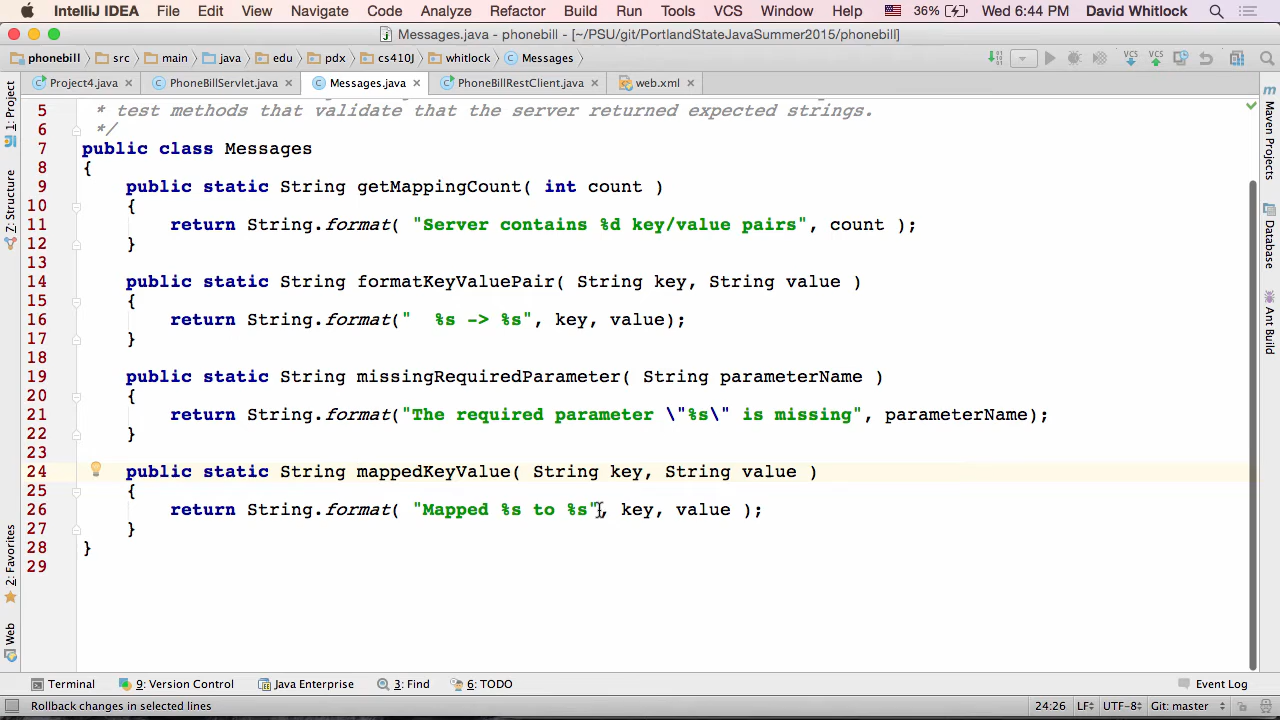 IntelliJ IDEA File Edit View Navigate Code Analyze Refactor Build Run Tools VCS Window Help 36% Wed 6:44 PM David Whitlock
Messages.java - phonebill - [~/PSU/git/PortlandStateJavaSummer2015/phonebill]
phonebill src main java edu pdx cs410J whitlock Messages VCS VCS
Project4.java PhoneBillServlet.java Messages.java PhoneBillRestClient.java web.xml
1: Project
Z: Structure
2: Favorites
Web
5 * test methods that validate that the server returned expected strings.
6 */
7 public class Messages
8 {
9 public static String getMappingCount( int count )
10 {
11 return String.format( "Server contains %d key/value pairs", count );
12 }
13
14 public static String formatKeyValuePair( String key, String value )
15 {
16 return String.format("  %s -> %s", key, value);
17 }
18
19 public static String missingRequiredParameter( String parameterName )
20 {
21 return String.format("The required parameter \"%s\" is missing", parameterName);
22 }
23
24 public static String mappedKeyValue( String key, String value )
25 {
26 return String.format( "Mapped %s to %s", key, value );
27 }
28 }
29
Maven Projects
Database
Ant Build
Terminal 9: Version Control Java Enterprise 3: Find 6: TODO Event Log
Rollback changes in selected lines 24:26 LF÷ UTF-8÷ Git: master